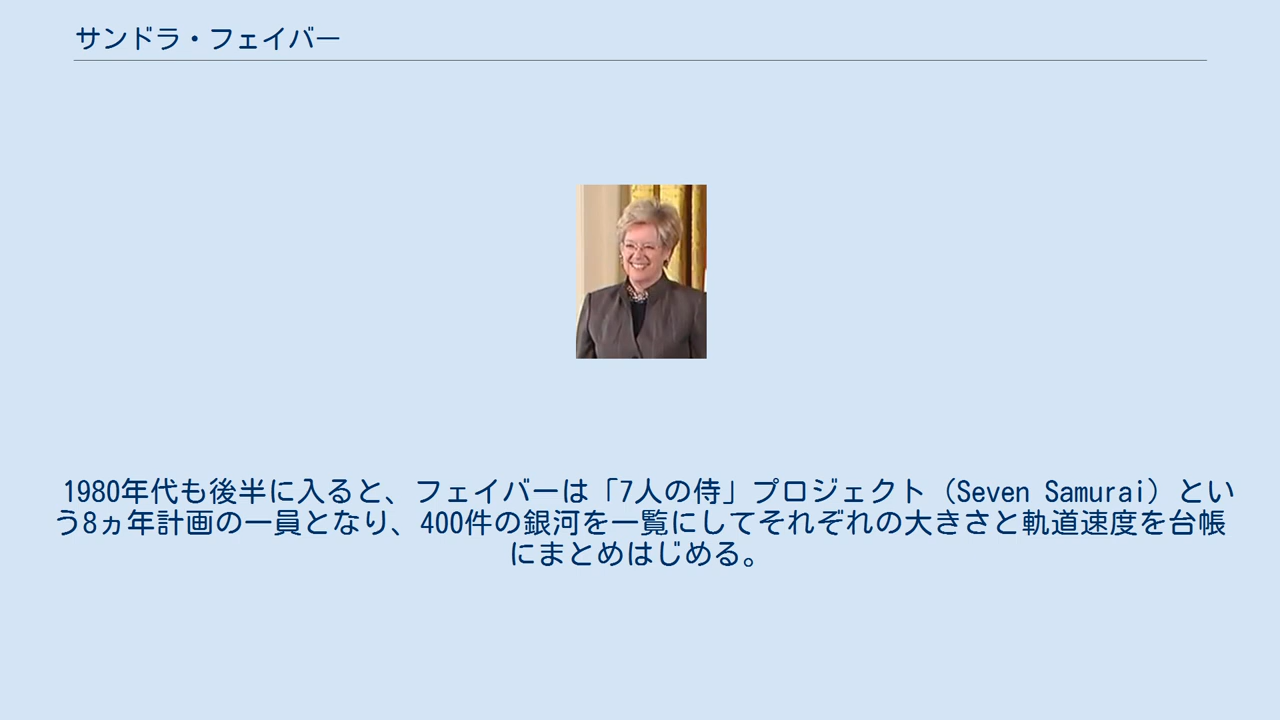 サンドラ・フェイバー
1980年代も後半に入ると、フェイバーは「7人の侍」プロジェクト（Seven Samurai）とい
う8ヵ年計画の一員となり、400件の銀河を一覧にしてそれぞれの大きさと軌道速度を台帳
にまとめはじめる。